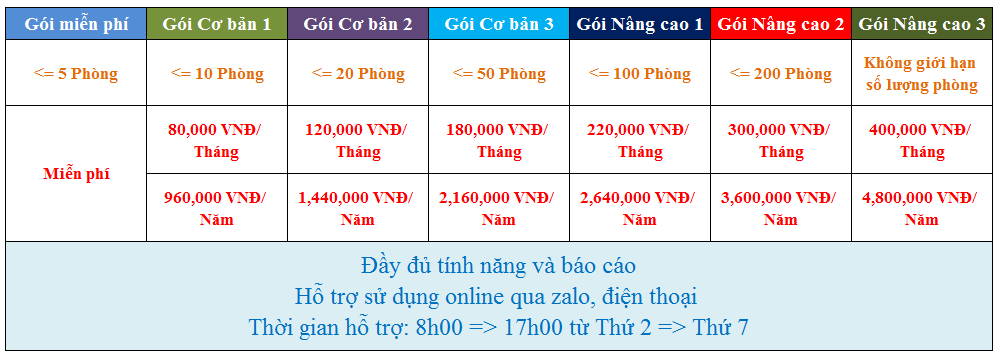 Gói miễn phí Gói Cơ bản 1 Gói Cơ bản 2 Gói Cơ bản 3 Gói Nâng cao 1 Gói Nâng cao 2 Gói Nâng cao 3
<= 5 Phòng <= 10 Phòng <= 20 Phòng <= 50 Phòng <= 100 Phòng <= 200 Phòng Không giới hạn
số lượng phòng
Miễn phí
80,000 VNĐ/ 120,000 VNĐ/ 180,000 VNĐ/ 220,000 VNĐ/ 300,000 VNĐ/ 400,000 VNĐ/
Tháng Tháng Tháng Tháng Tháng Tháng
960,000 VNĐ/ 1,440,000 VNĐ/ 2,160,000 VNĐ/ 2,640,000 VNĐ/ 3,600,000 VNĐ/ 4,800,000 VNĐ/
Năm Năm Năm Năm Năm Năm
Đầy đủ tính năng và báo cáo
Hỗ trợ sử dụng online qua zalo, điện thoại
Thời gian hỗ trợ: 8h00 => 17h00 từ Thứ 2 => Thứ 7